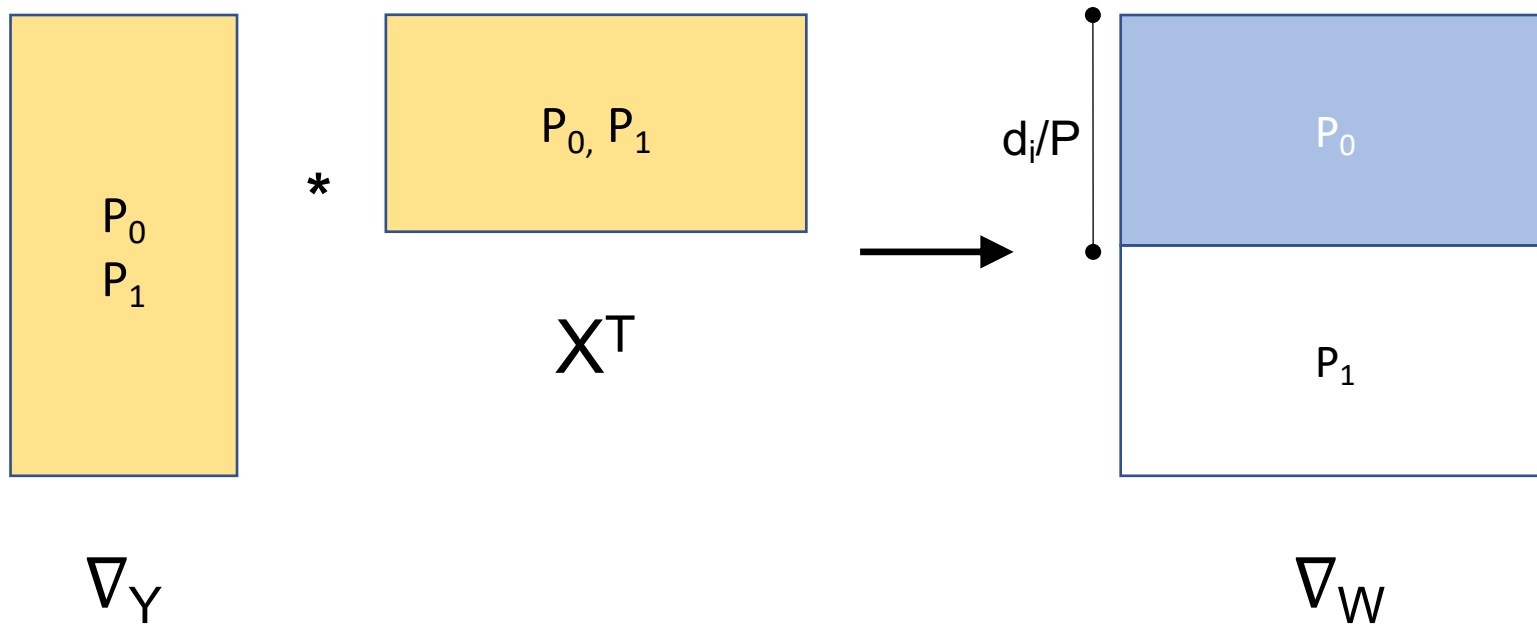 P₀
P₁
*
P₀, P₁
Xᵀ
dᵢ/P
P₀
P₁
∇Y
∇W